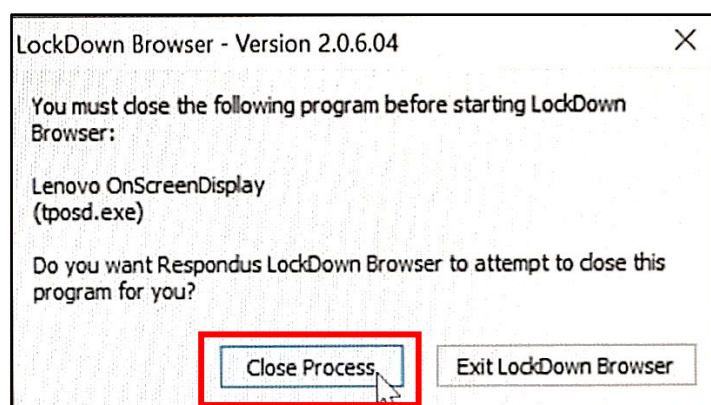 LockDown Browser - Version 2.0.6.04
You must close the following program before starting LockDown
Browser:
Lenovo OnScreenDisplay
(tposd.exe)
Do you want Respondus LockDown Browser to attempt to close this
program for you?
Close Process
Exit LockDown Browser